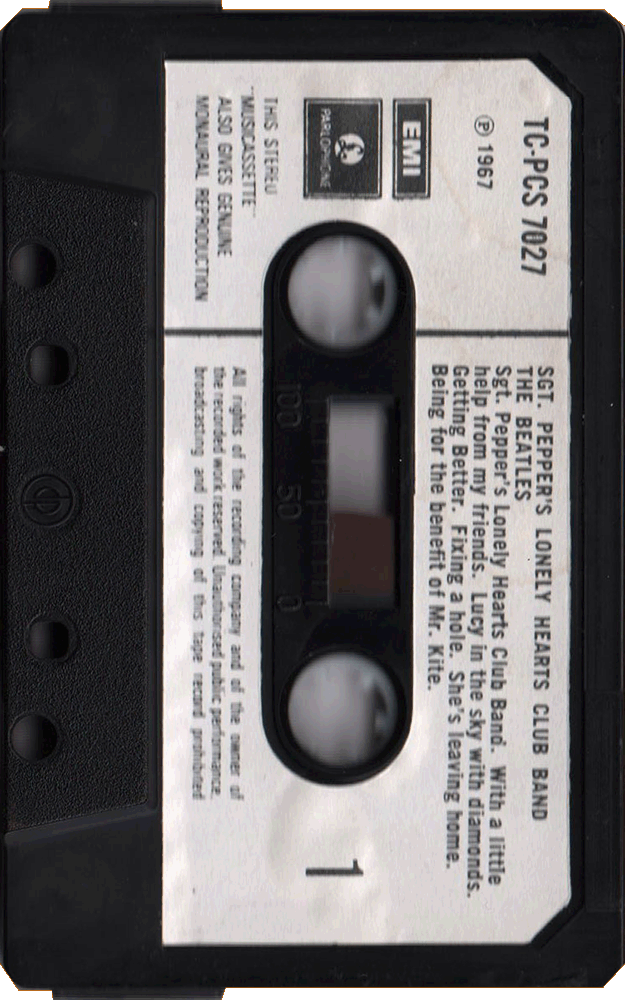 TC-PCS 7027
℗ 1967
EMI
PARLOPHONE
THIS STEREO
"MUSICASSETTE"
ALSO GIVES GENUINE
MONAURAL REPRODUCTION
SGT. PEPPER'S LONELY HEARTS CLUB BAND
THE BEATLES
Sgt. Pepper's Lonely Hearts Club Band. With a little
help from my friends. Lucy in the sky with diamonds.
Getting Better. Fixing a hole. She's leaving home.
Being for the benefit of Mr. Kite.
100 50 0
1
All rights of the recording company and of the owner of
the recorded work reserved. Unauthorised public performance,
broadcasting and copying of this tape record prohibited